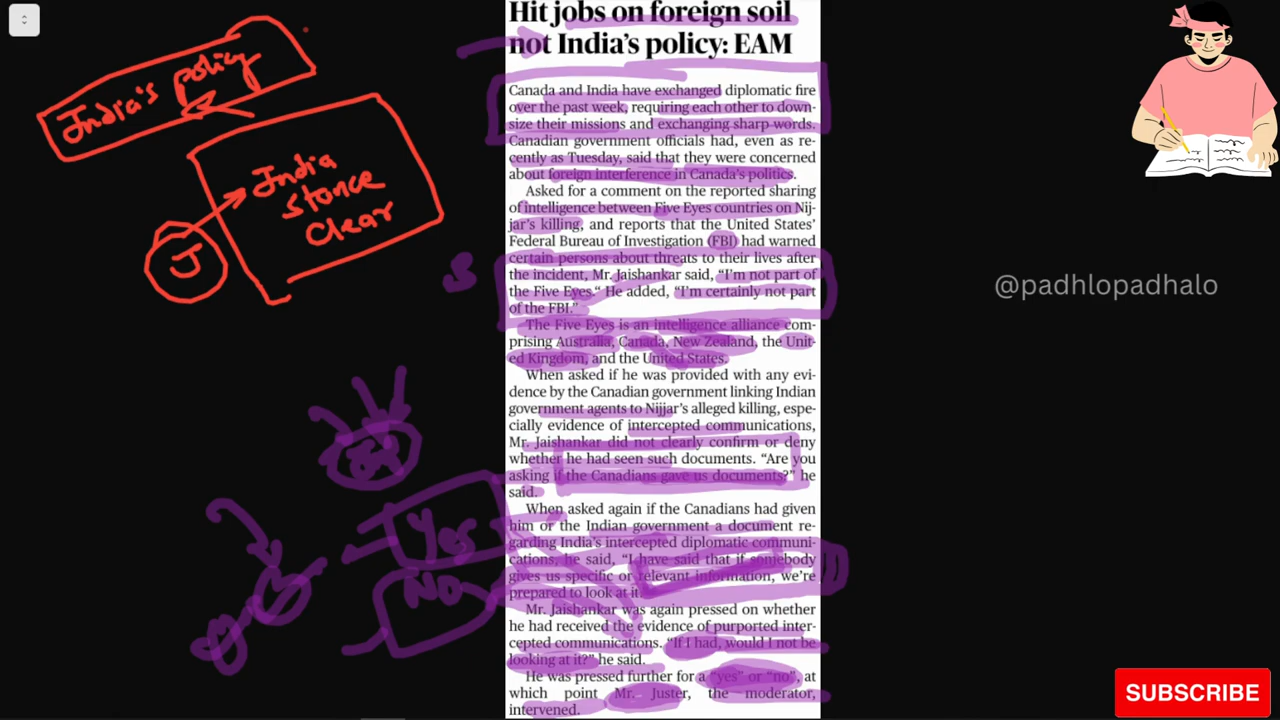 Hit jobs on foreign soil
not India's policy: EAM
Canada and India have exchanged diplomatic fire
over the past week, requiring each other to down-
size their missions and exchanging sharp words.
Canadian government officials had, even as re-
cently as Tuesday, said that they were concerned
about foreign interference in Canada's politics.
Asked for a comment on the reported sharing
of intelligence between Five Eyes countries on Nij-
jar's killing, and reports that the United States'
Federal Bureau of Investigation (FBI) had warned
certain persons about threats to their lives after
the incident, Mr. Jaishankar said, "I'm not part of
the Five Eyes." He added, "I'm certainly not part
of the FBI."
The Five Eyes is an intelligence alliance com-
prising Australia, Canada, New Zealand, the Unit-
ed Kingdom, and the United States.
When asked if he was provided with any evi-
dence by the Canadian government linking Indian
government agents to Nijjar's alleged killing, espe-
cially evidence of intercepted communications,
Mr. Jaishankar did not clearly confirm or deny
whether he had seen such documents. "Are you
asking if the Canadians gave us documents?" he
said.
When asked again if the Canadians had given
him or the Indian government a document re-
garding India's intercepted diplomatic communi-
cations, he said, "I have said that if somebody
gives us specific or relevant information, we're
prepared to look at it."
Mr. Jaishankar was again pressed on whether
he had received the evidence of purported inter-
cepted communications. "If I had, would I not be
looking at it?" he said.
He was pressed further for a "yes" or "no", at
which point Mr. Juster, the moderator,
intervened.
India's policy
India
stance
Clear
J
Yes
No
@padhlopadhalo
SUBSCRIBE